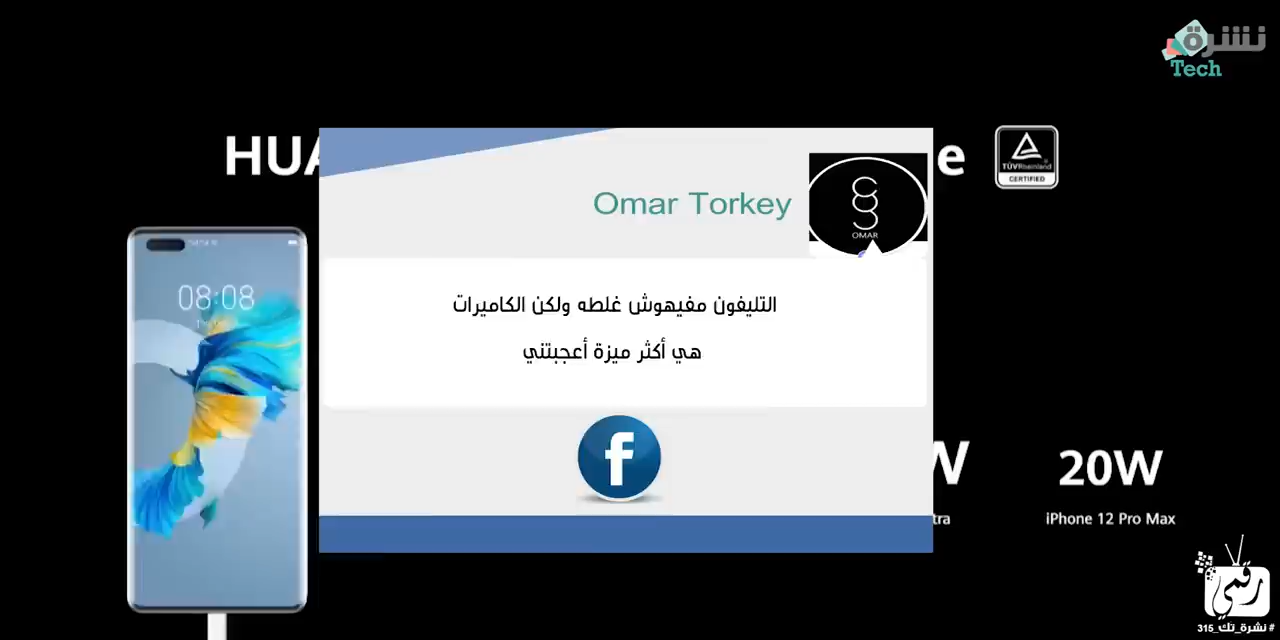 نشرة
Tech
HUA
e
TÜVRheinland
CERTIFIED
Omar Torkey
OMAR
08:08
التليفون مفيهوش غلطه ولكن الكاميرات
هي أكثر ميزة أعجبتني
f
W
20W
tra
iPhone 12 Pro Max
رقمي
#نشرة_تك_315